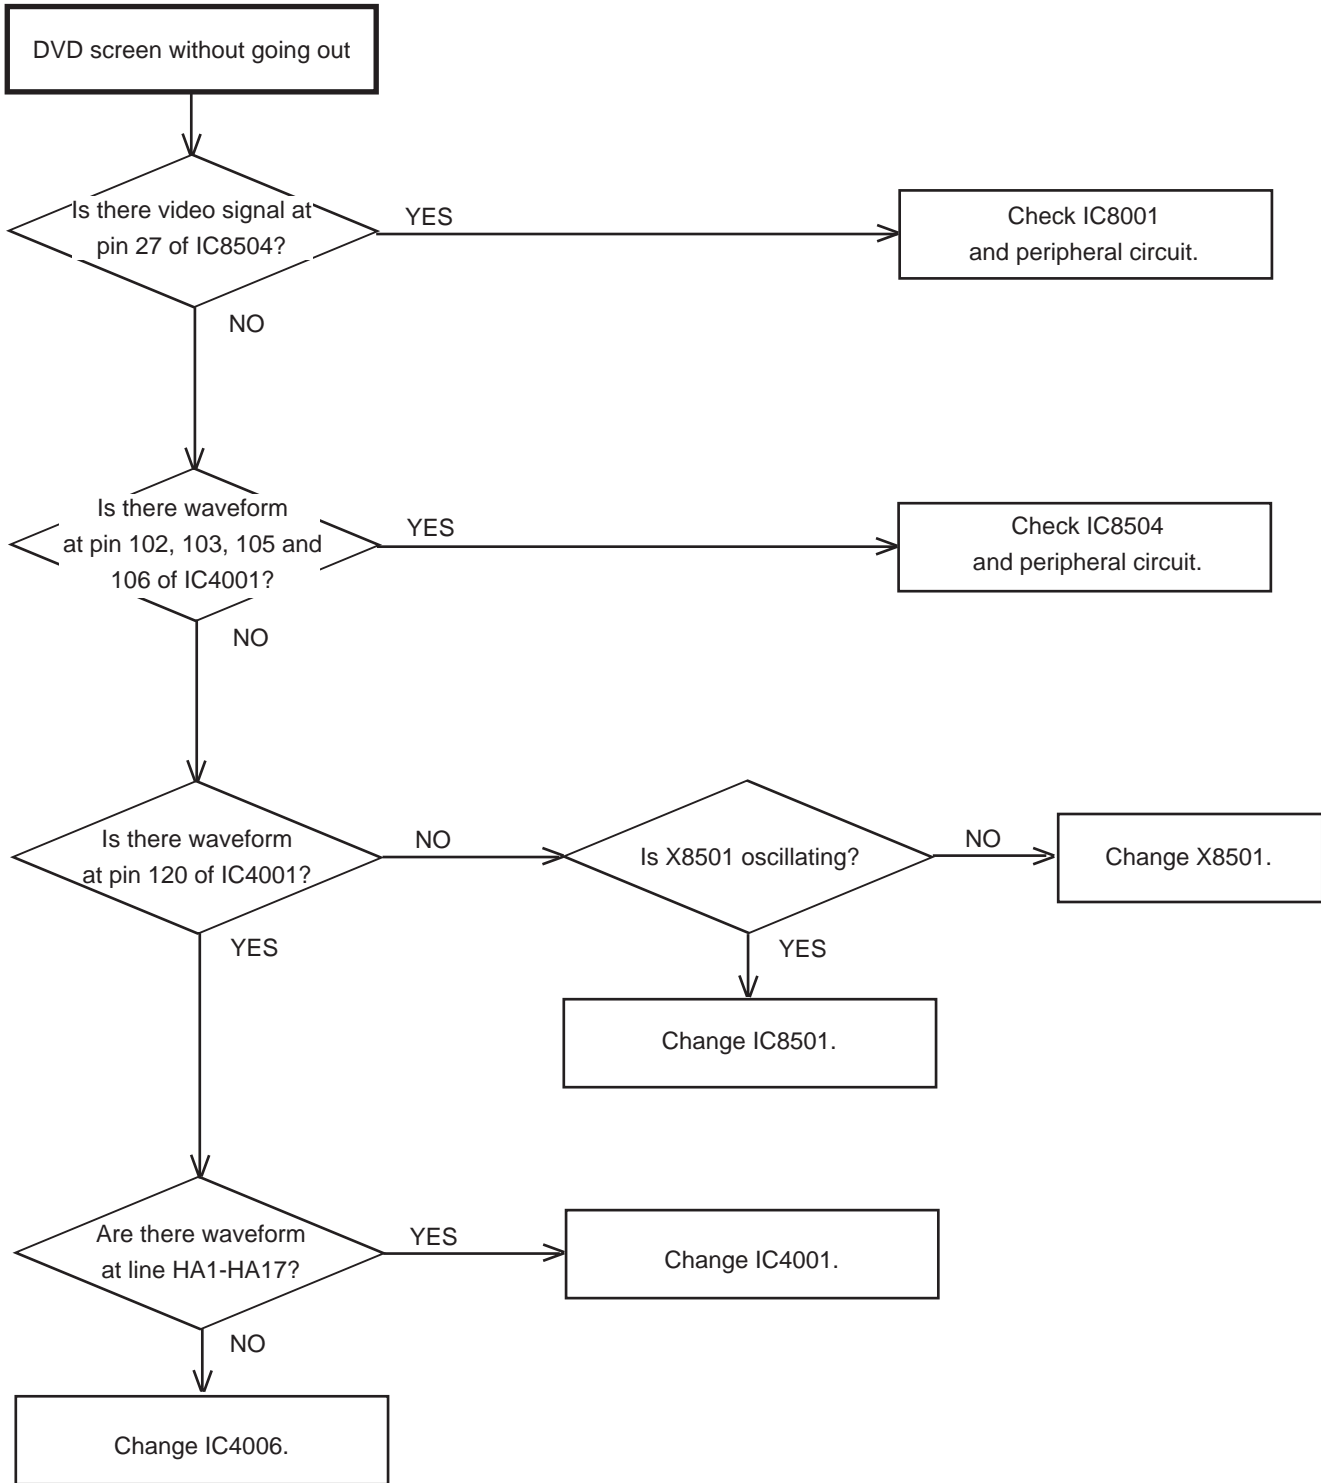 DVD screen without going out
Is there video signal at
pin 27 of IC8504?
YES
Check IC8001
and peripheral circuit.
NO
Is there waveform
at pin 102, 103, 105 and
106 of IC4001?
YES
Check IC8504
and peripheral circuit.
NO
Is there waveform
at pin 120 of IC4001?
NO
Is X8501 oscillating?
NO
Change X8501.
YES
YES
Change IC8501.
Are there waveform
at line HA1-HA17?
YES
Change IC4001.
NO
Change IC4006.